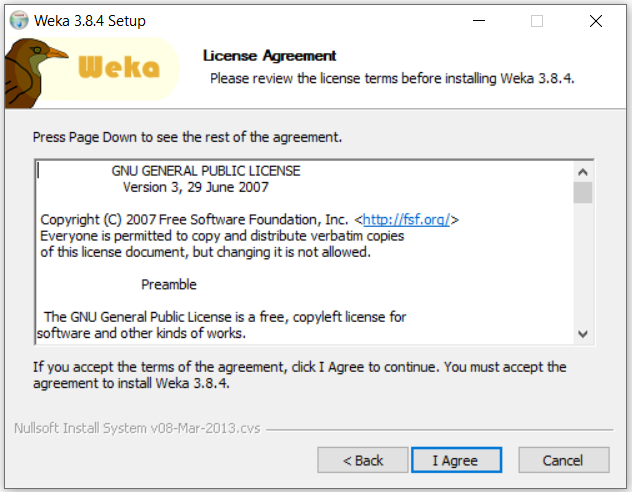 Weka 3.8.4 Setup
Weka
License Agreement
Please review the license terms before installing Weka 3.8.4.
Press Page Down to see the rest of the agreement.
GNU GENERAL PUBLIC LICENSE
Version 3, 29 June 2007
Copyright (C) 2007 Free Software Foundation, Inc. <http://fsf.org/>
Everyone is permitted to copy and distribute verbatim copies
of this license document, but changing it is not allowed.
Preamble
The GNU General Public License is a free, copyleft license for
software and other kinds of works.
If you accept the terms of the agreement, click I Agree to continue. You must accept the
agreement to install Weka 3.8.4.
Nullsoft Install System v08-Mar-2013.cvs
< Back
I Agree
Cancel